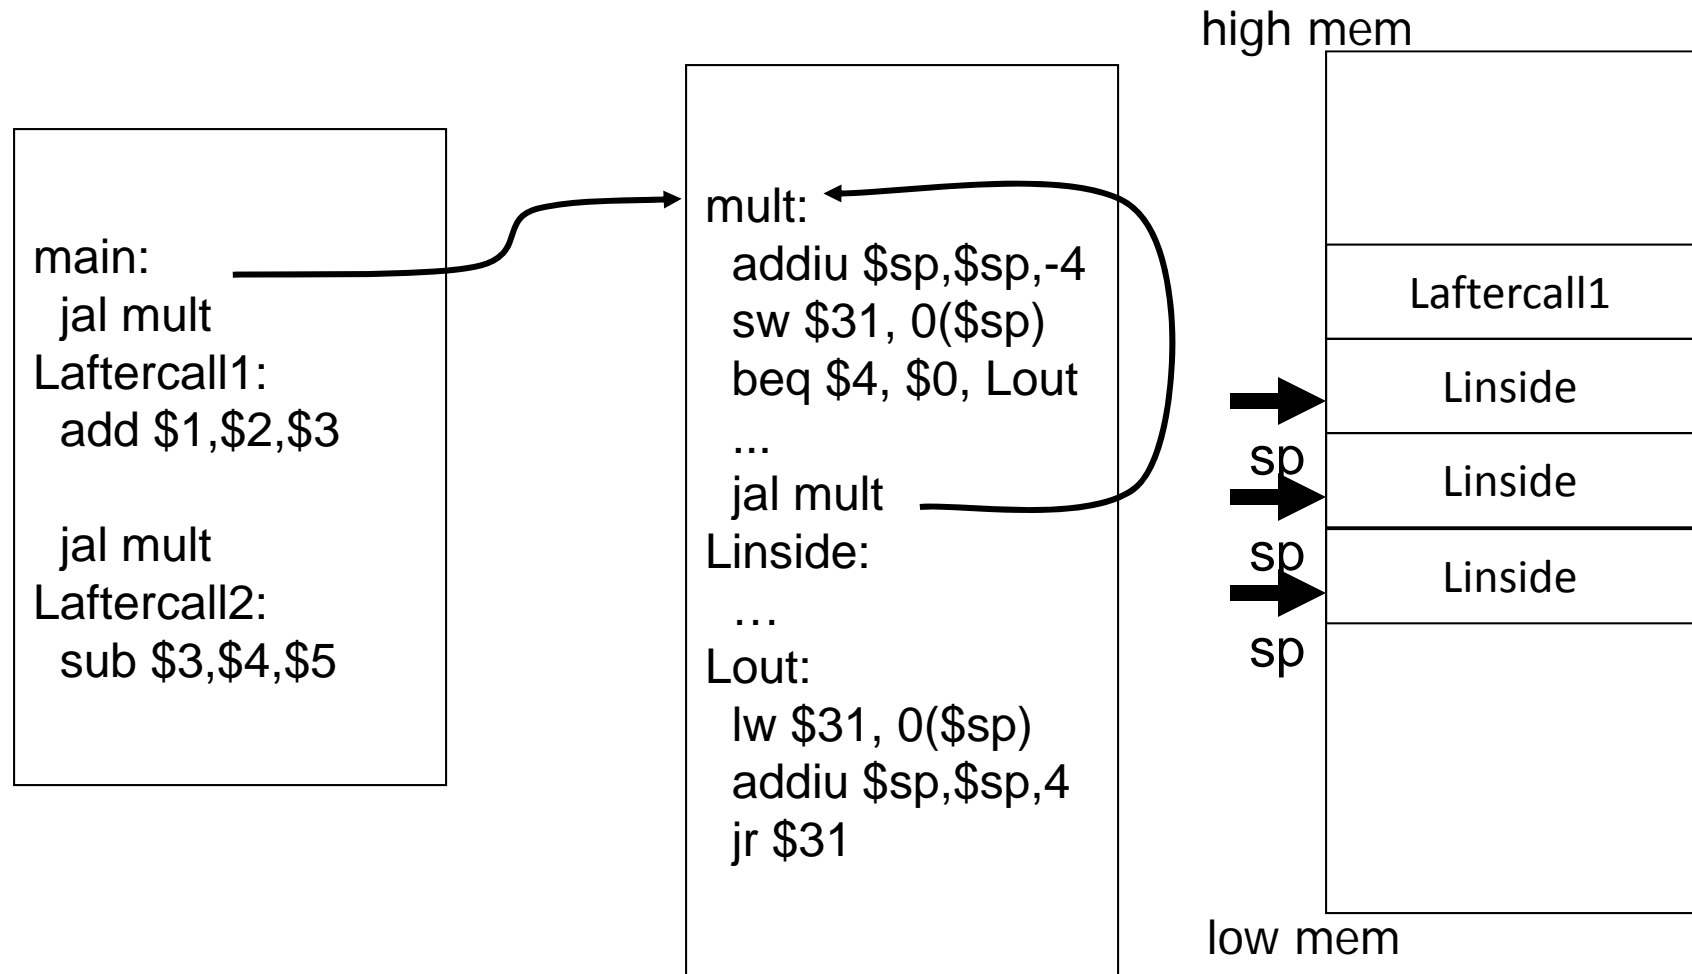 main:
jal mult
Laftercall1:
add $1,$2,$3
jal mult
Laftercall2:
sub $3,$4,$5
mult:
addiu $sp,$sp,-4
sw $31, 0($sp)
beq $4, $0, Lout
...
jal mult
Linside:
…
Lout:
lw $31, 0($sp)
addiu $sp,$sp,4
jr $31
high mem
Laftercall1
Linside
sp
Linside
sp
Linside
sp
low mem